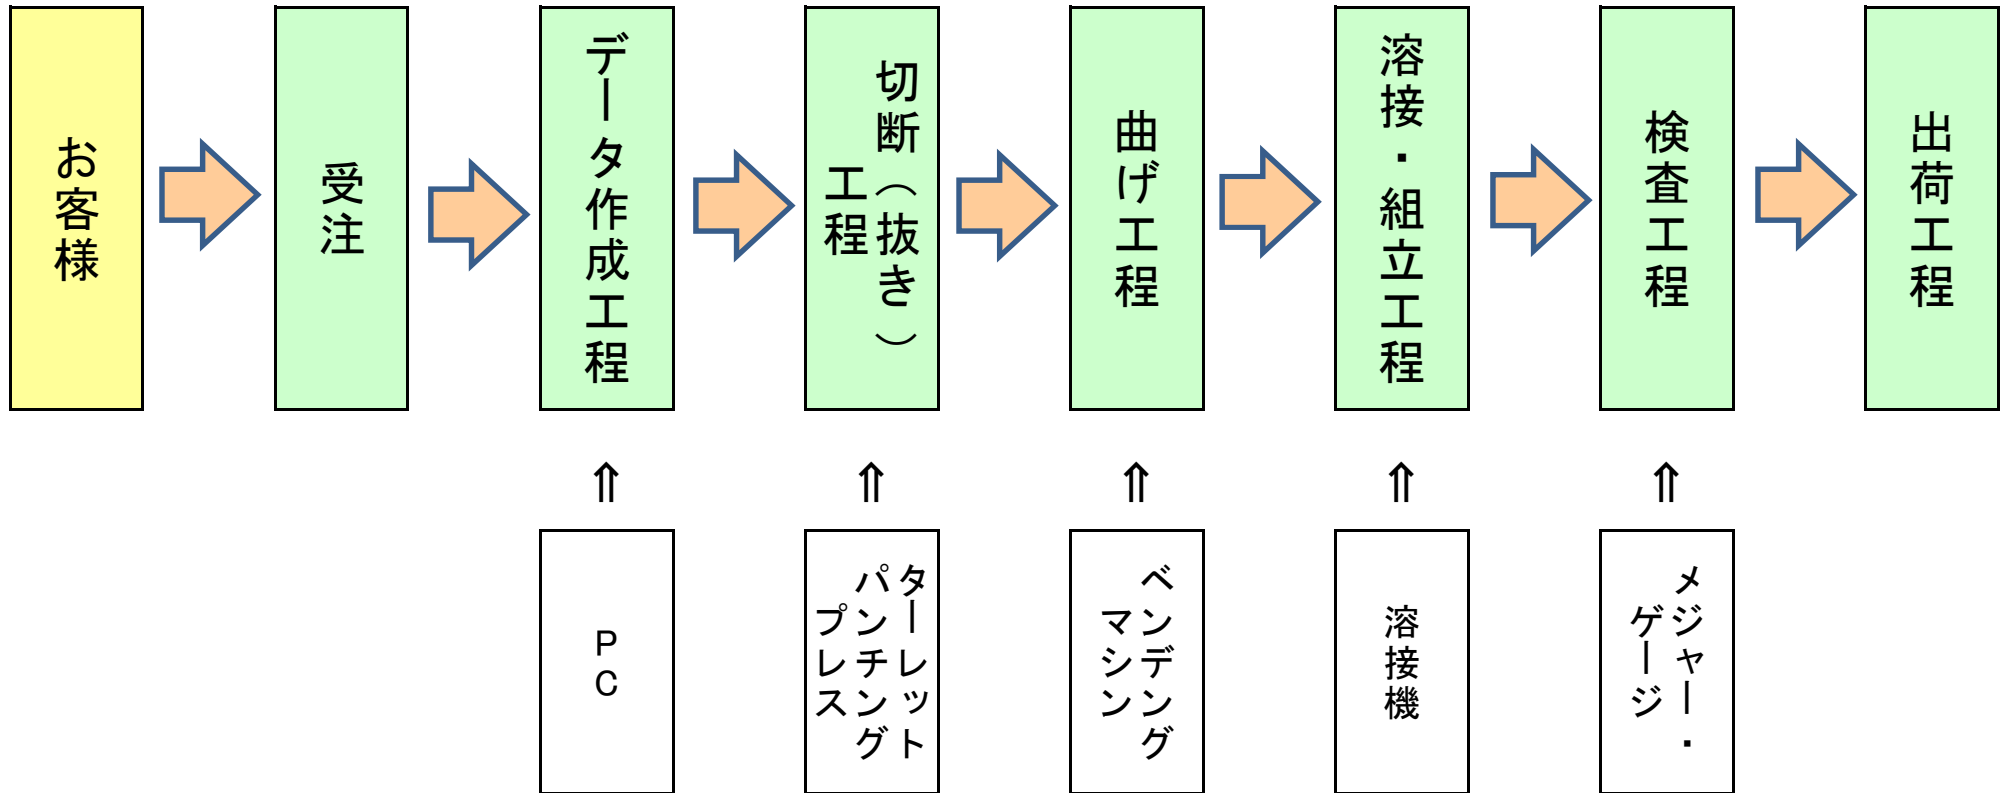 お客様
受注
データ作成工程
切断（抜き）
工程
曲げ工程
溶接・組立工程
検査工程
出荷工程
⇑
⇑
⇑
⇑
⇑
ＰＣ
ターレット
パンチング
プレス
ベンデング
マシン
溶接機
メジャー・
ゲージ